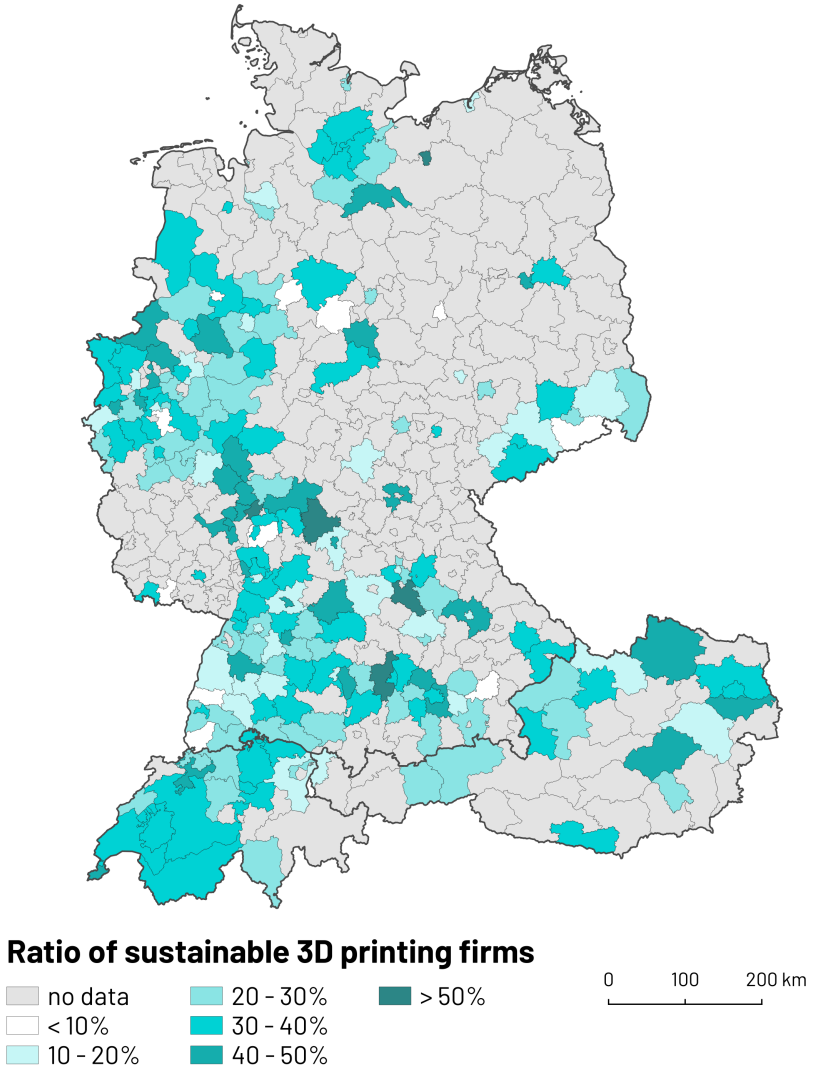 Ratio of sustainable 3D printing firms
no data
< 10%
10 - 20%
20 - 30%
30 - 40%
40 - 50%
> 50%
0 100 200 km